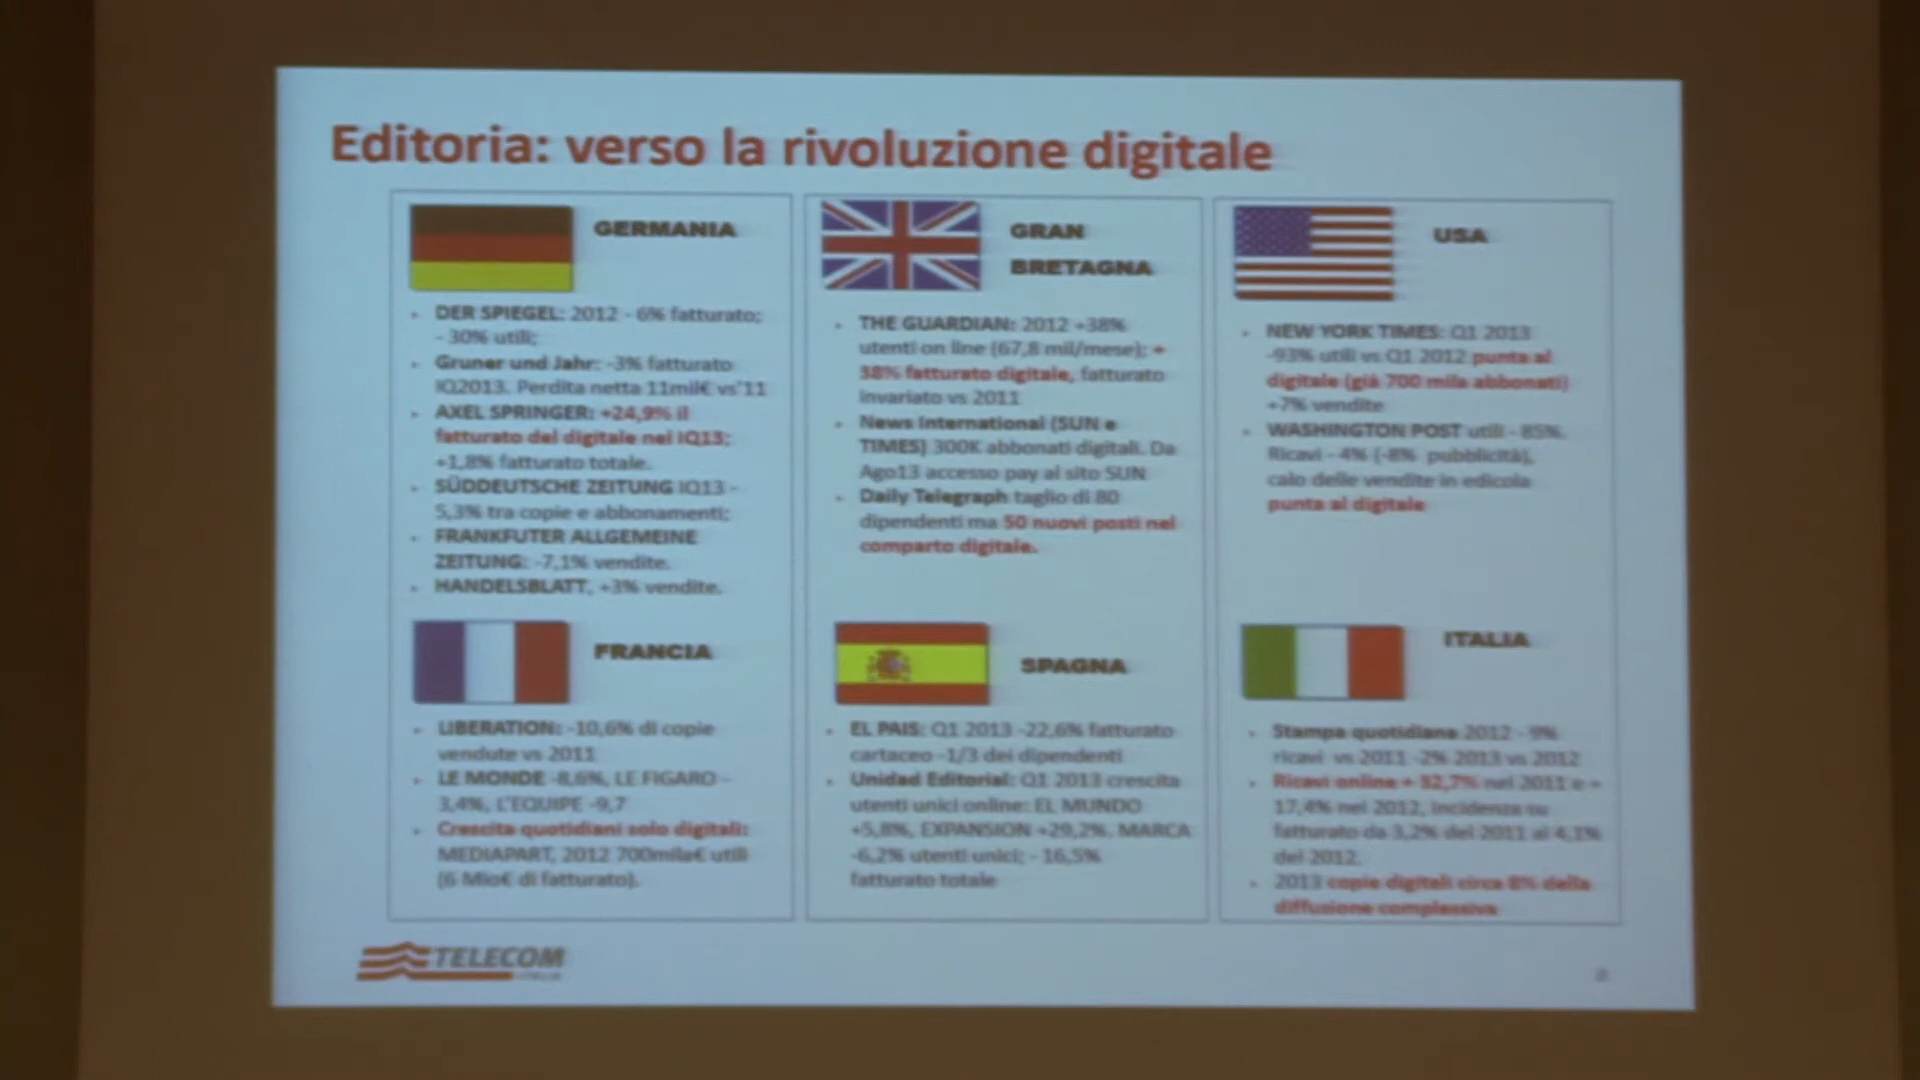 Editoria: verso la rivoluzione digitale
GERMANIA
DER SPIEGEL: 2012 - 6% fatturato;
- 30% utili;
Gruner und Jahr: -3% fatturato
IQ2013. Perdita netta 11mil€ vs'11
AXEL SPRINGER: +24,9% il
fatturato del digitale nel IQ13;
+1,8% fatturato totale.
SÜDDEUTSCHE ZEITUNG IQ13 -
5,3% tra copie e abbonamenti;
FRANKFUTER ALLGEMEINE
ZEITUNG: -7,1% vendite.
HANDELSBLATT, +3% vendite.
GRAN
BRETAGNA
THE GUARDIAN: 2012 +38%
utenti on line (67,8 mil/mese); +
38% fatturato digitale, fatturato
invariato vs 2011
News International (SUN e
TIMES) 300K abbonati digitali. Da
Ago13 accesso pay al sito SUN
Daily Telegraph taglio di 80
dipendenti ma 50 nuovi posti nel
comparto digitale.
USA
NEW YORK TIMES: Q1 2013
-93% utili vs Q1 2012 punta al
digitale (già 700 mila abbonati)
+7% vendite
WASHINGTON POST utili - 85%.
Ricavi - 4% (-8% pubblicità),
calo delle vendite in edicola
punta al digitale
FRANCIA
LIBERATION: -10,6% di copie
vendute vs 2011
LE MONDE -8,6%, LE FIGARO -
3,4%, L'EQUIPE -9,7
Crescita quotidiani solo digitali:
MEDIAPART, 2012 700mila€ utili
(6 Mio€ di fatturato).
SPAGNA
EL PAIS: Q1 2013 -22,6% fatturato
cartaceo -1/3 dei dipendenti
Unidad Editorial: Q1 2013 crescita
utenti unici online: EL MUNDO
+5,8%, EXPANSION +29,2%. MARCA
-6,2% utenti unici; - 16,5%
fatturato totale
ITALIA
Stampa quotidiana 2012 - 9%
ricavi vs 2011 -2% 2013 vs 2012
Ricavi online + 32,7% nel 2011 e +
17,4% nel 2012, incidenza su
fatturato da 3,2% del 2011 al 4,1%
del 2012.
2013 copie digitali circa 8% della
diffusione complessiva
TELECOM
ITALIA